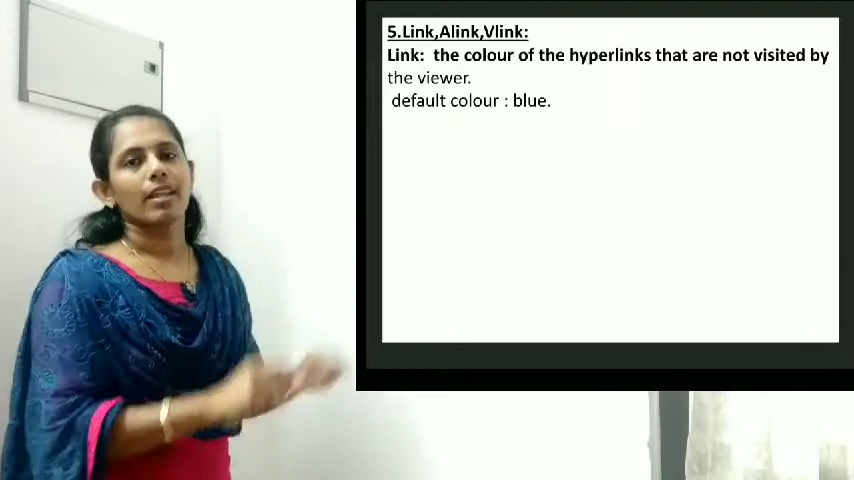 5.Link,Alink,Vlink:
Link: the colour of the hyperlinks that are not visited by
the viewer.
default colour : blue.